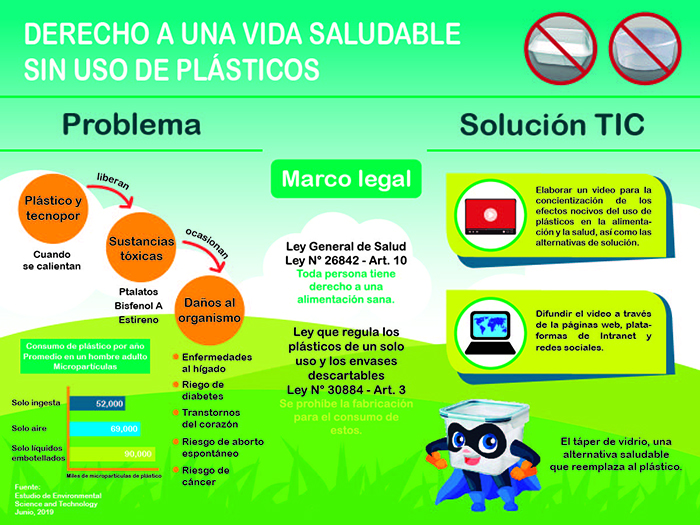 DERECHO A UNA VIDA SALUDABLE
SIN USO DE PLÁSTICOS
Problema
liberan
Plástico y
tecnopor
Cuando
se calientan
Sustancias
tóxicas
ocasionan
Ptalatos
Bisfenol A
Estireno
Daños al
organismo
Enfermedades
al hígado
Riego de
diabetes
Transtornos
del corazón
Riesgo de aborto
espontáneo
Riesgo de
cáncer
Consumo de plástico por año
Promedio en un hombre adulto
Micropartículas
Solo ingesta
52,000
Solo aire
69,000
Solo líquidos
embotellados
90,000
Miles de microparticulas de plástico
Fuente:
Estudio de Environmental
Science and Technology
Junio, 2019
Marco legal
Ley General de Salud
Ley N° 26842 - Art. 10
Toda persona tiene
derecho a una
alimentación sana.
Ley que regula los
plásticos de un solo
uso y los envases
descartables
Ley N° 30884 - Art. 3
Se prohibe la fabricación
para el consumo de
estos.
Solución TIC
Elaborar un video para la
concientización de los
efectos nocivos del uso de
plásticos en la alimenta-
ción y la salud, así como las
alternativas de solución.
Difundir el video a través
de la páginas web, plata-
formas de Intranet y
redes sociales.
El táper de vidrio, una
alternativa saludable
que reemplaza al plástico.